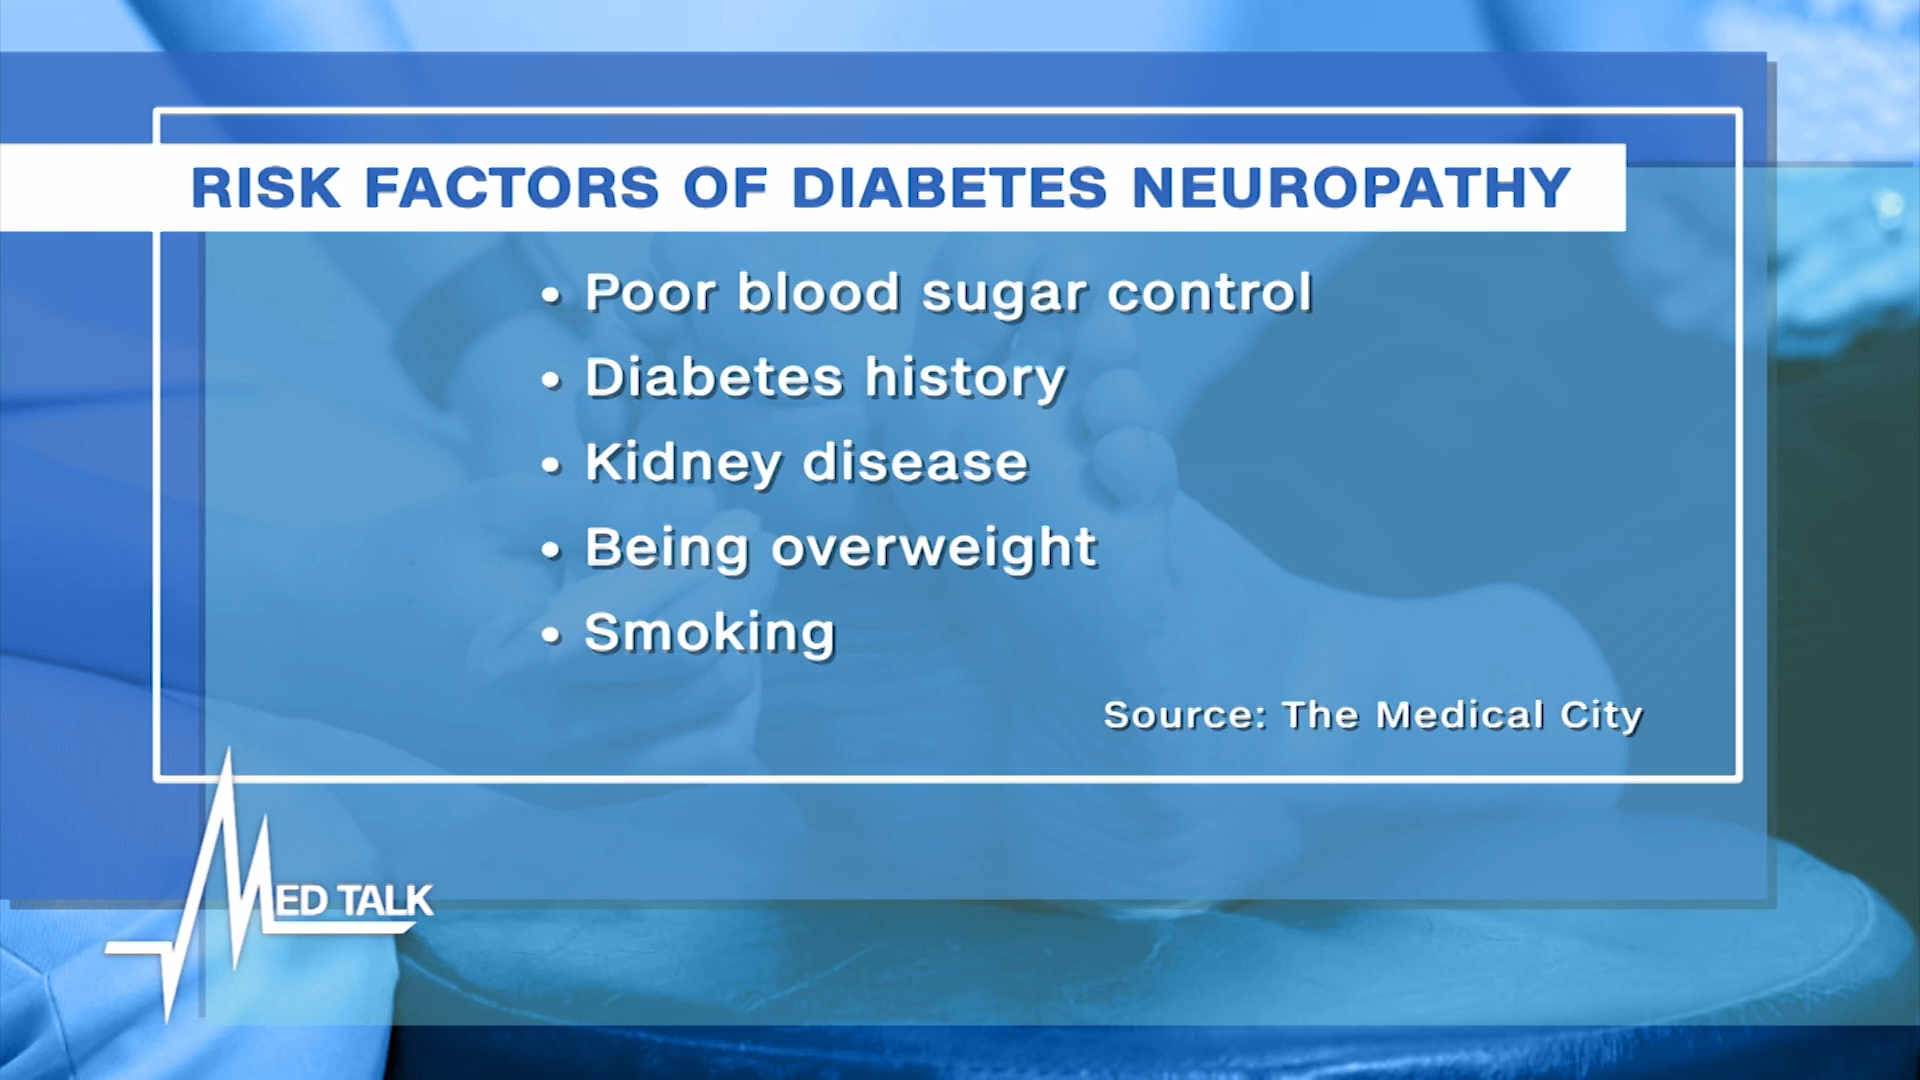 RISK FACTORS OF DIABETES NEUROPATHY
• Poor blood sugar control
• Diabetes history
• Kidney disease
• Being overweight
• Smoking
Source: The Medical City
MED TALK